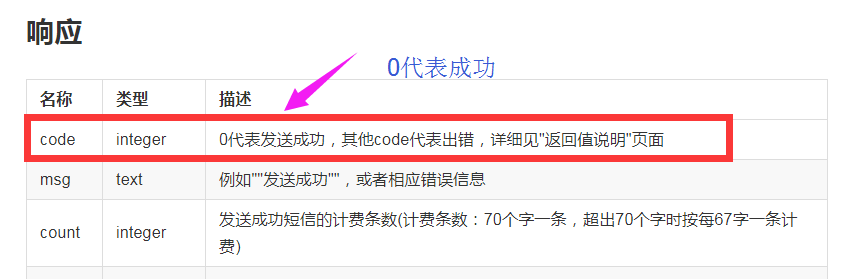 响应
0代表成功
名称 类型 描述
code integer 0代表发送成功，其他code代表出错，详细见"返回值说明"页面
msg text 例如""发送成功""，或者相应错误信息
count integer 发送成功短信的计费条数(计费条数：70个字一条，超出70个字时按每67字一条计
费)